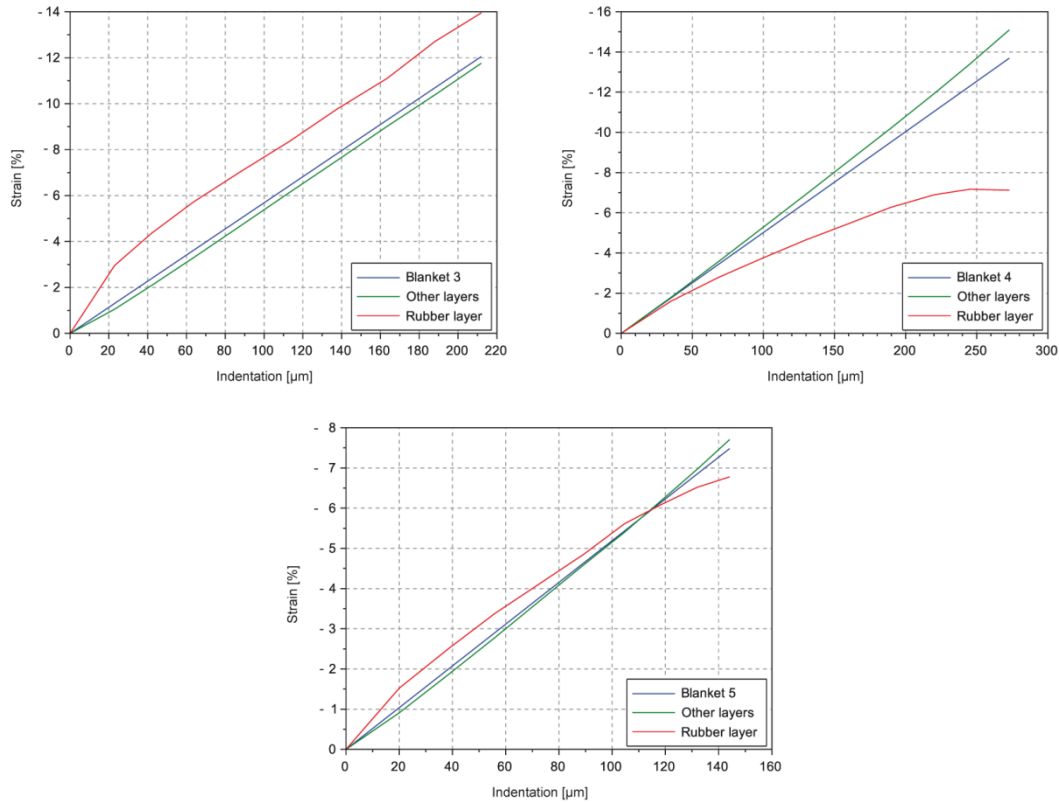 - 14
- 12
- 10
- 8
- 6
- 4
- 2
0
Strain [%]
0 20 40 60 80 100 120 140 160 180 200 220
Indentation [µm]
Blanket 3
Other layers
Rubber layer
- 16
- 14
- 12
- 10
- 8
- 6
- 4
- 2
0
Strain [%]
0 50 100 150 200 250 300
Indentation [µm]
Blanket 4
Other layers
Rubber layer
- 8
- 7
- 6
- 5
- 4
- 3
- 2
- 1
0
Strain [%]
0 20 40 60 80 100 120 140 160
Indentation [µm]
Blanket 5
Other layers
Rubber layer